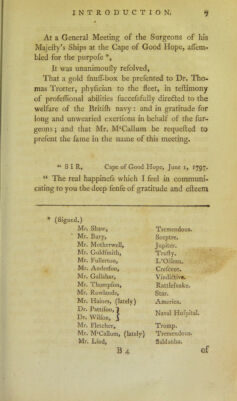 INTRODUCTION. 7
At a General Meeting of the Surgeons of his
Majeſty's Ships at the Cape of Good Hope, aſſem-
bled for the purpoſe *,
It was unanimouſly reſolved,
That a gold ſnuff-box be preſented to Dr. Tho-
mas Trotter, phyſician to the fleet, in teſtimony
of profeſſional abilities ſucceſsfully directed to the
welfare of the Britiſh navy: and in gratitude for
long and unwearied exertions in behalf of the ſur-
geons; and that Mr. M'Callum be requeſted to
preſent the ſame in the name of this meeting.
" SIR, Cape of Good Hope, June 1, 1797.
" The real happineſs which I feel in communi-
cating to you the deep ſenſe of gratitude and eſteem
* (Signed.)
Mr. Shaw, Tremendous.
Mr. Bary, Sceptre.
Mr. Motherwell, Jupiter.
Mr. Goldſmith, Truſty.
Mr. Fullerton, L'Oiſeau.
Mr. Anderſon, Creſcent.
Mr. Gallahar, Vindictive.
Mr. Thompſon, Rattleſnake.
Mr. Rowlands, Star.
Mr. Haines, (lately) America.
Dr. Pattiſon, }
Dr. Wilſon, } Naval Hoſpital.
Mr. Fletcher, Tromp.
Mr. M'Callum, (lately) Tremendous.
Mr. Lind, Saldanha.
B 4 of